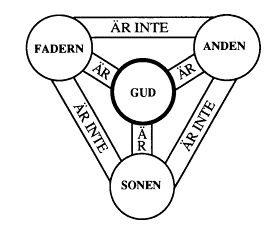 ÄR INTE
FADERN
ANDEN
ÄR
ÄR
GUD
ÄR INTE
ÄR
ÄR INTE
SONEN